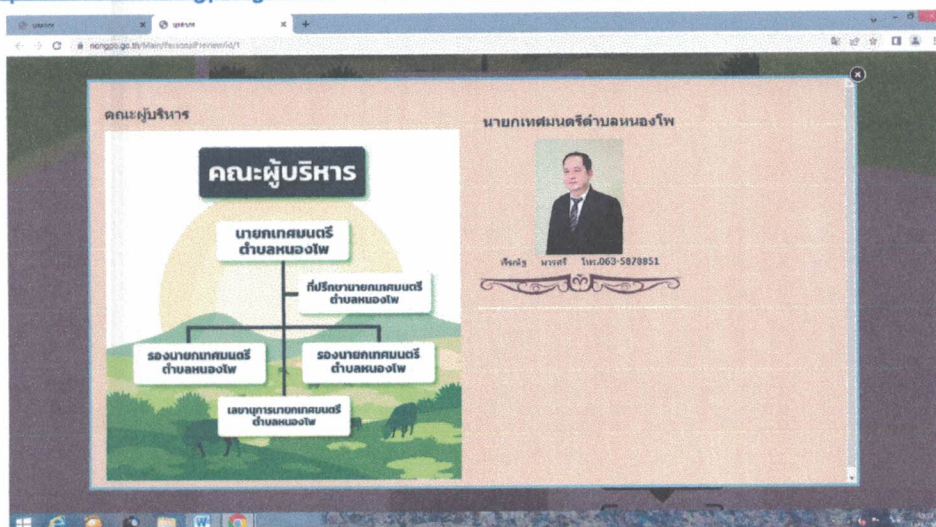 nongpo.go.th/Main/PersonalPreview/id/1
คณะผู้บริหาร
คณะผู้บริหาร
นายกเทศมนตรี
ตำบลหนองโพ
ที่ปรึกษานายกเทศมนตรี
ตำบลหนองโพ
รองนายกเทศมนตรี
ตำบลหนองโพ
รองนายกเทศมนตรี
ตำบลหนองโพ
เลขานุการนายกเทศมนตรี
ตำบลหนองโพ
นายกเทศมนตรีตำบลหนองโพ
โทร.063-5878851